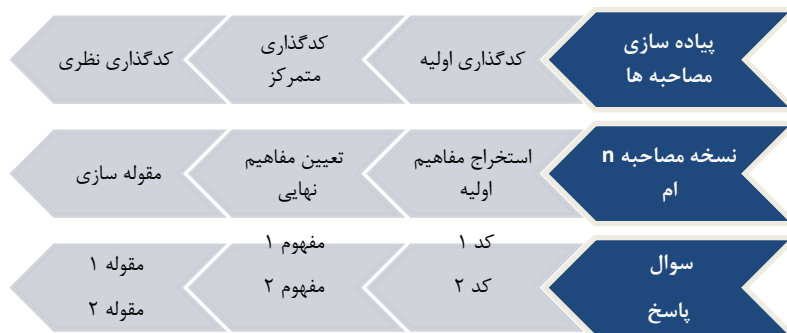 پیاده سازی
مصاحبه ها
کدگذاری اولیه
کدگذاری
متمرکز
کدگذاری نظری
نسخه مصاحبه n
ام
استخراج مفاهیم
اولیه
تعیین مفاهیم
نهایی
مقوله سازی
سوال
پاسخ
کد ۱
کد ۲
مفهوم ۱
مفهوم ۲
مقوله ۱
مقوله ۲